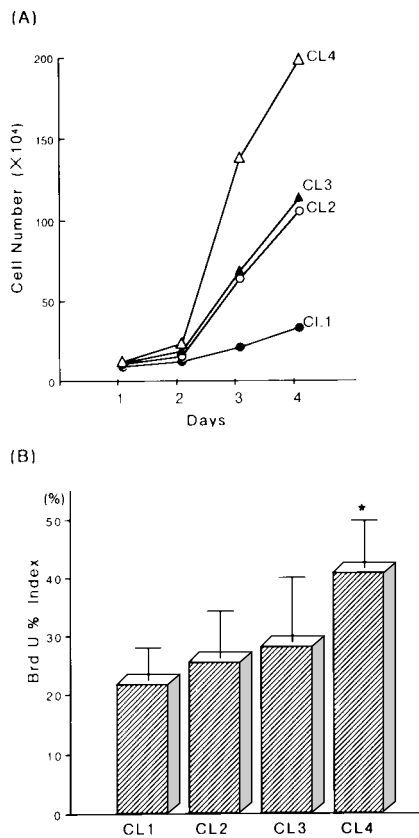 (A)
200
CL4
150
CL3
CL2
100
50
CL1
0
1 2 3 4
Days
Cell Number (×10⁴)
(B)
(%)
50
*
40
30
20
10
0
CL1 CL2 CL3 CL4
Brd U % Index